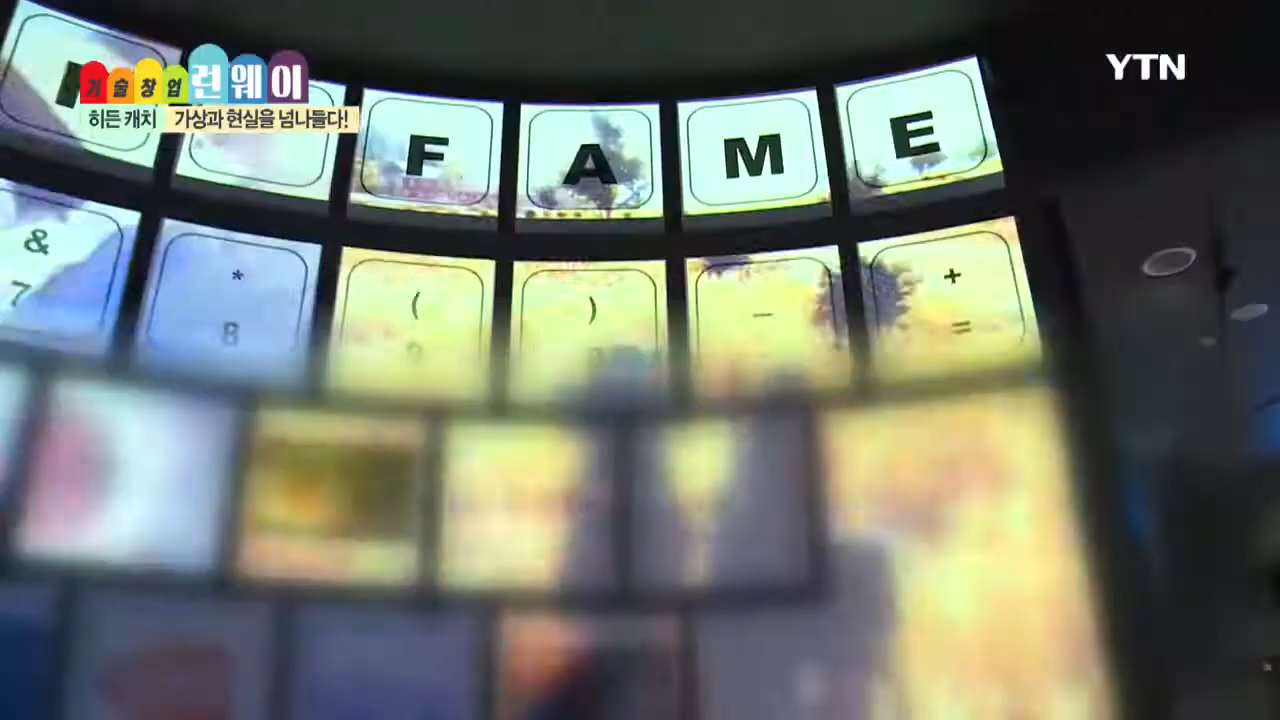 기술창업런웨이
YTN
히든 캐치 가상과 현실을 넘나들다!
F A M E
& * ( ) − +
7 8 =